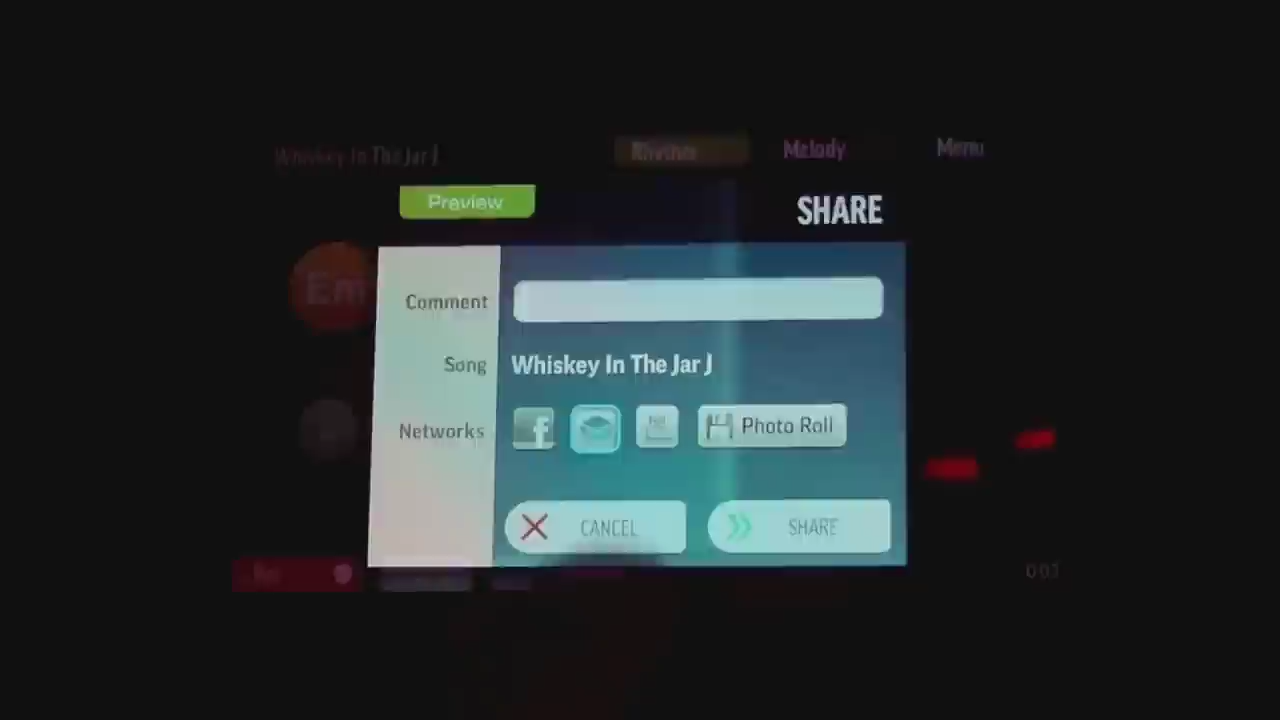 Whiskey In The Jar J
Rhythm
Melody
Menu
Preview
SHARE
Em
Comment
Song
Whiskey In The Jar J
Networks
f
Photo Roll
CANCEL
SHARE